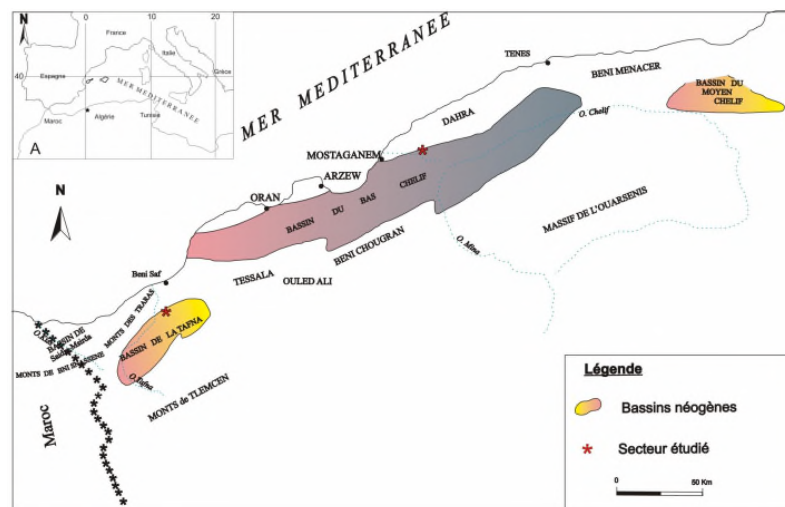 N
0
10
France
Italie
Espagne
Grèce
40
MER MEDITERRANEE
Maroc
Algérie
Tunisie
A
MER MEDITERRANEE
TENES
BENI MENACER
BASSIN DU
MOYEN
CHELIF
DAHRA
O. Chelif
MOSTAGANEM
ARZEW
ORAN
BASSIN DU BAS CHELIF
MASSIF DE L'OUARSENIS
N
BENI CHOUGRAN
O. Mina
TESSALA
OULED ALI
Beni Saf
MONTS DES TRARAS
BASSIN DE
BASSIN DE LA TAFNA
MONTS DE BNI
O.Tafna
MONTS de TLEMCEN
Maroc
Légende
Bassins néogènes
Secteur étudié
0
50 Km